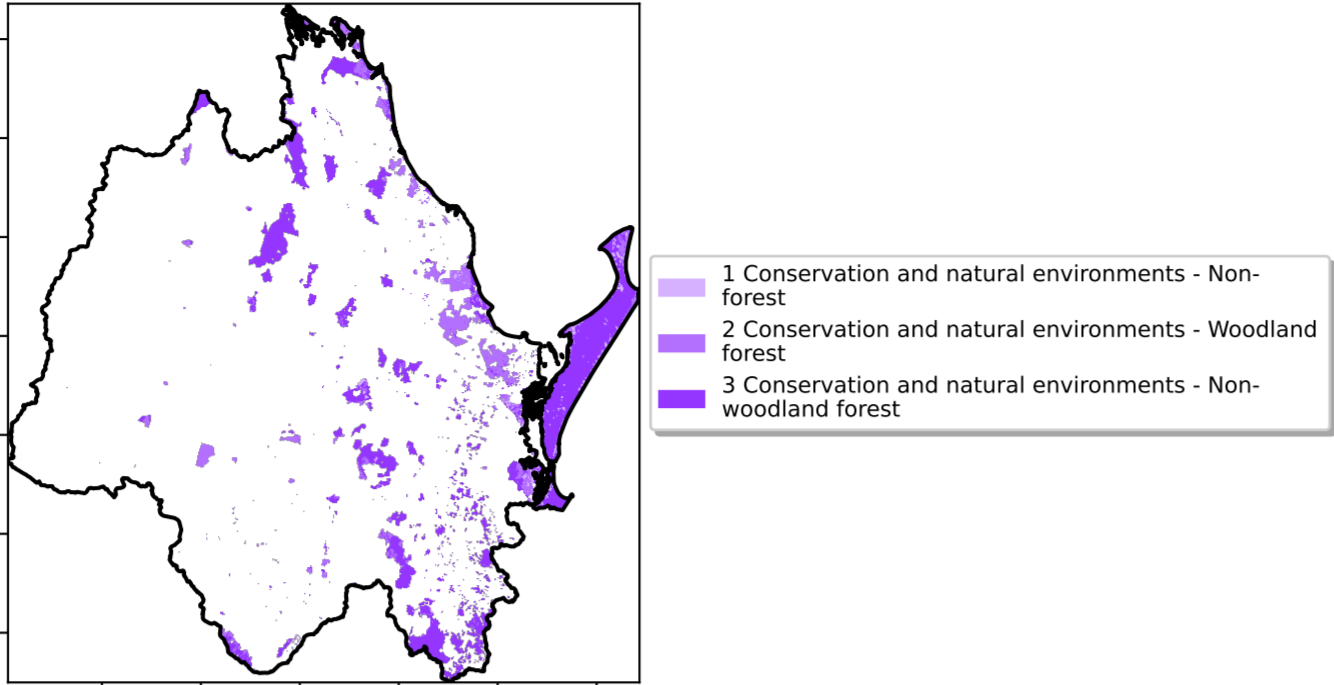 1 Conservation and natural environments - Non-
forest
2 Conservation and natural environments - Woodland
forest
3 Conservation and natural environments - Non-
woodland forest